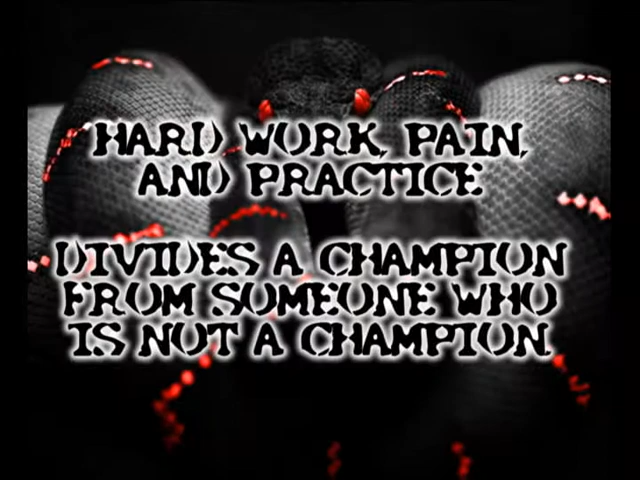 HARD WORK, PAIN,
AND PRACTICE
DIVIDES A CHAMPION
FROM SOMEONE WHO
IS NOT A CHAMPION.